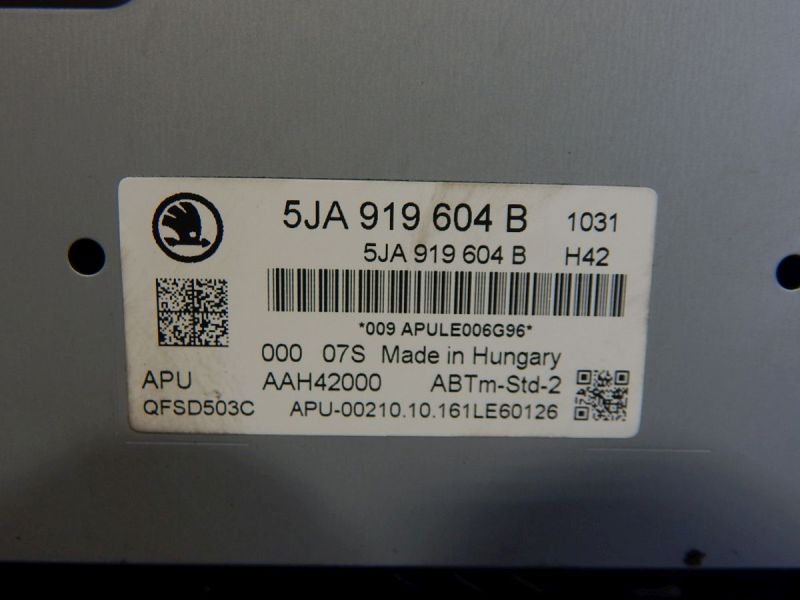 5JA 919 604 B 1031
5JA 919 604 B H42
*009 APULE006G96*
000 07S Made in Hungary
APU AAH42000 ABTm-Std-2
QFSD503C APU-00210.10.161LE60126